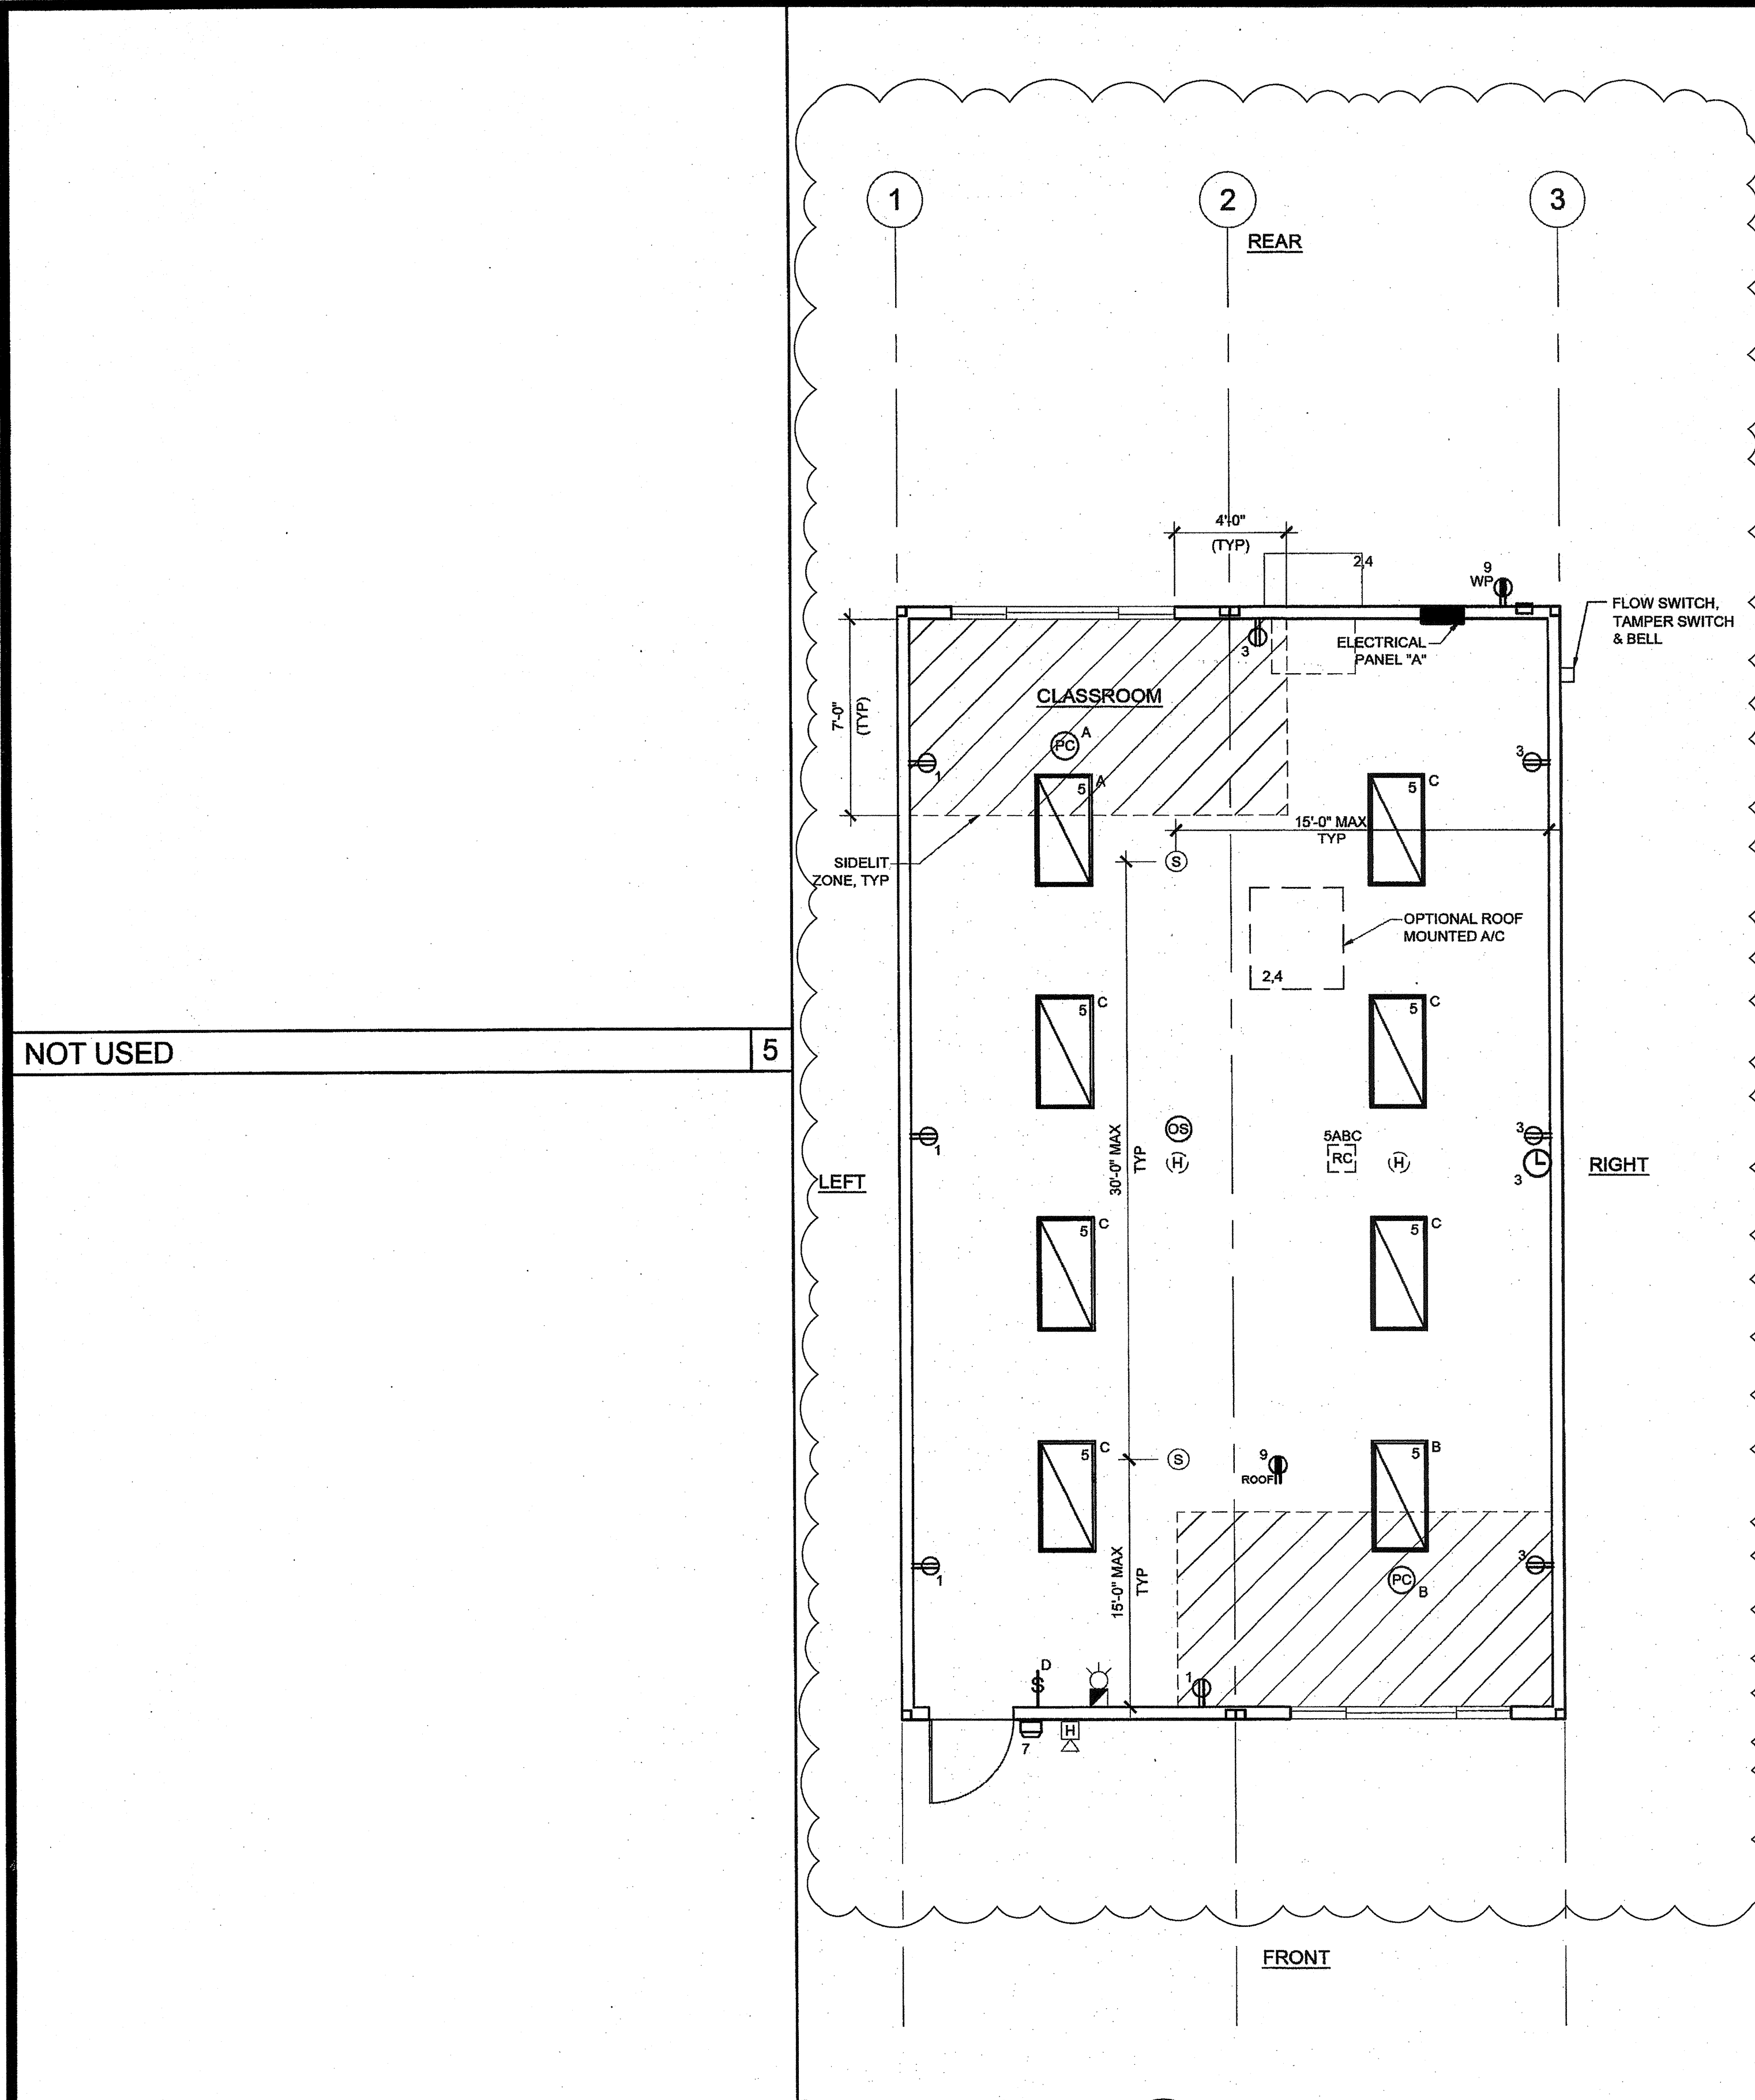 1
2
3
REAR
4'-0"
(TYP)
2,4
9
WP
FLOW SWITCH,
TAMPER SWITCH
& BELL
3
ELECTRICAL
PANEL "A"
7'-0"
(TYP)
CLASSROOM
PC
A
1
3
5
A
5
C
15'-0" MAX
TYP
SIDELIT
ZONE, TYP
S
OPTIONAL ROOF
MOUNTED A/C
2,4
5
C
5
C
NOT USED
5
30'-0" MAX
TYP
OS
H
5ABC
RC
H
1
3
3
LEFT
RIGHT
5
C
5
C
5
C
5
B
S
9
ROOF
15'-0" MAX
TYP
1
3
PC
B
D
S
1
7
H
FRONT